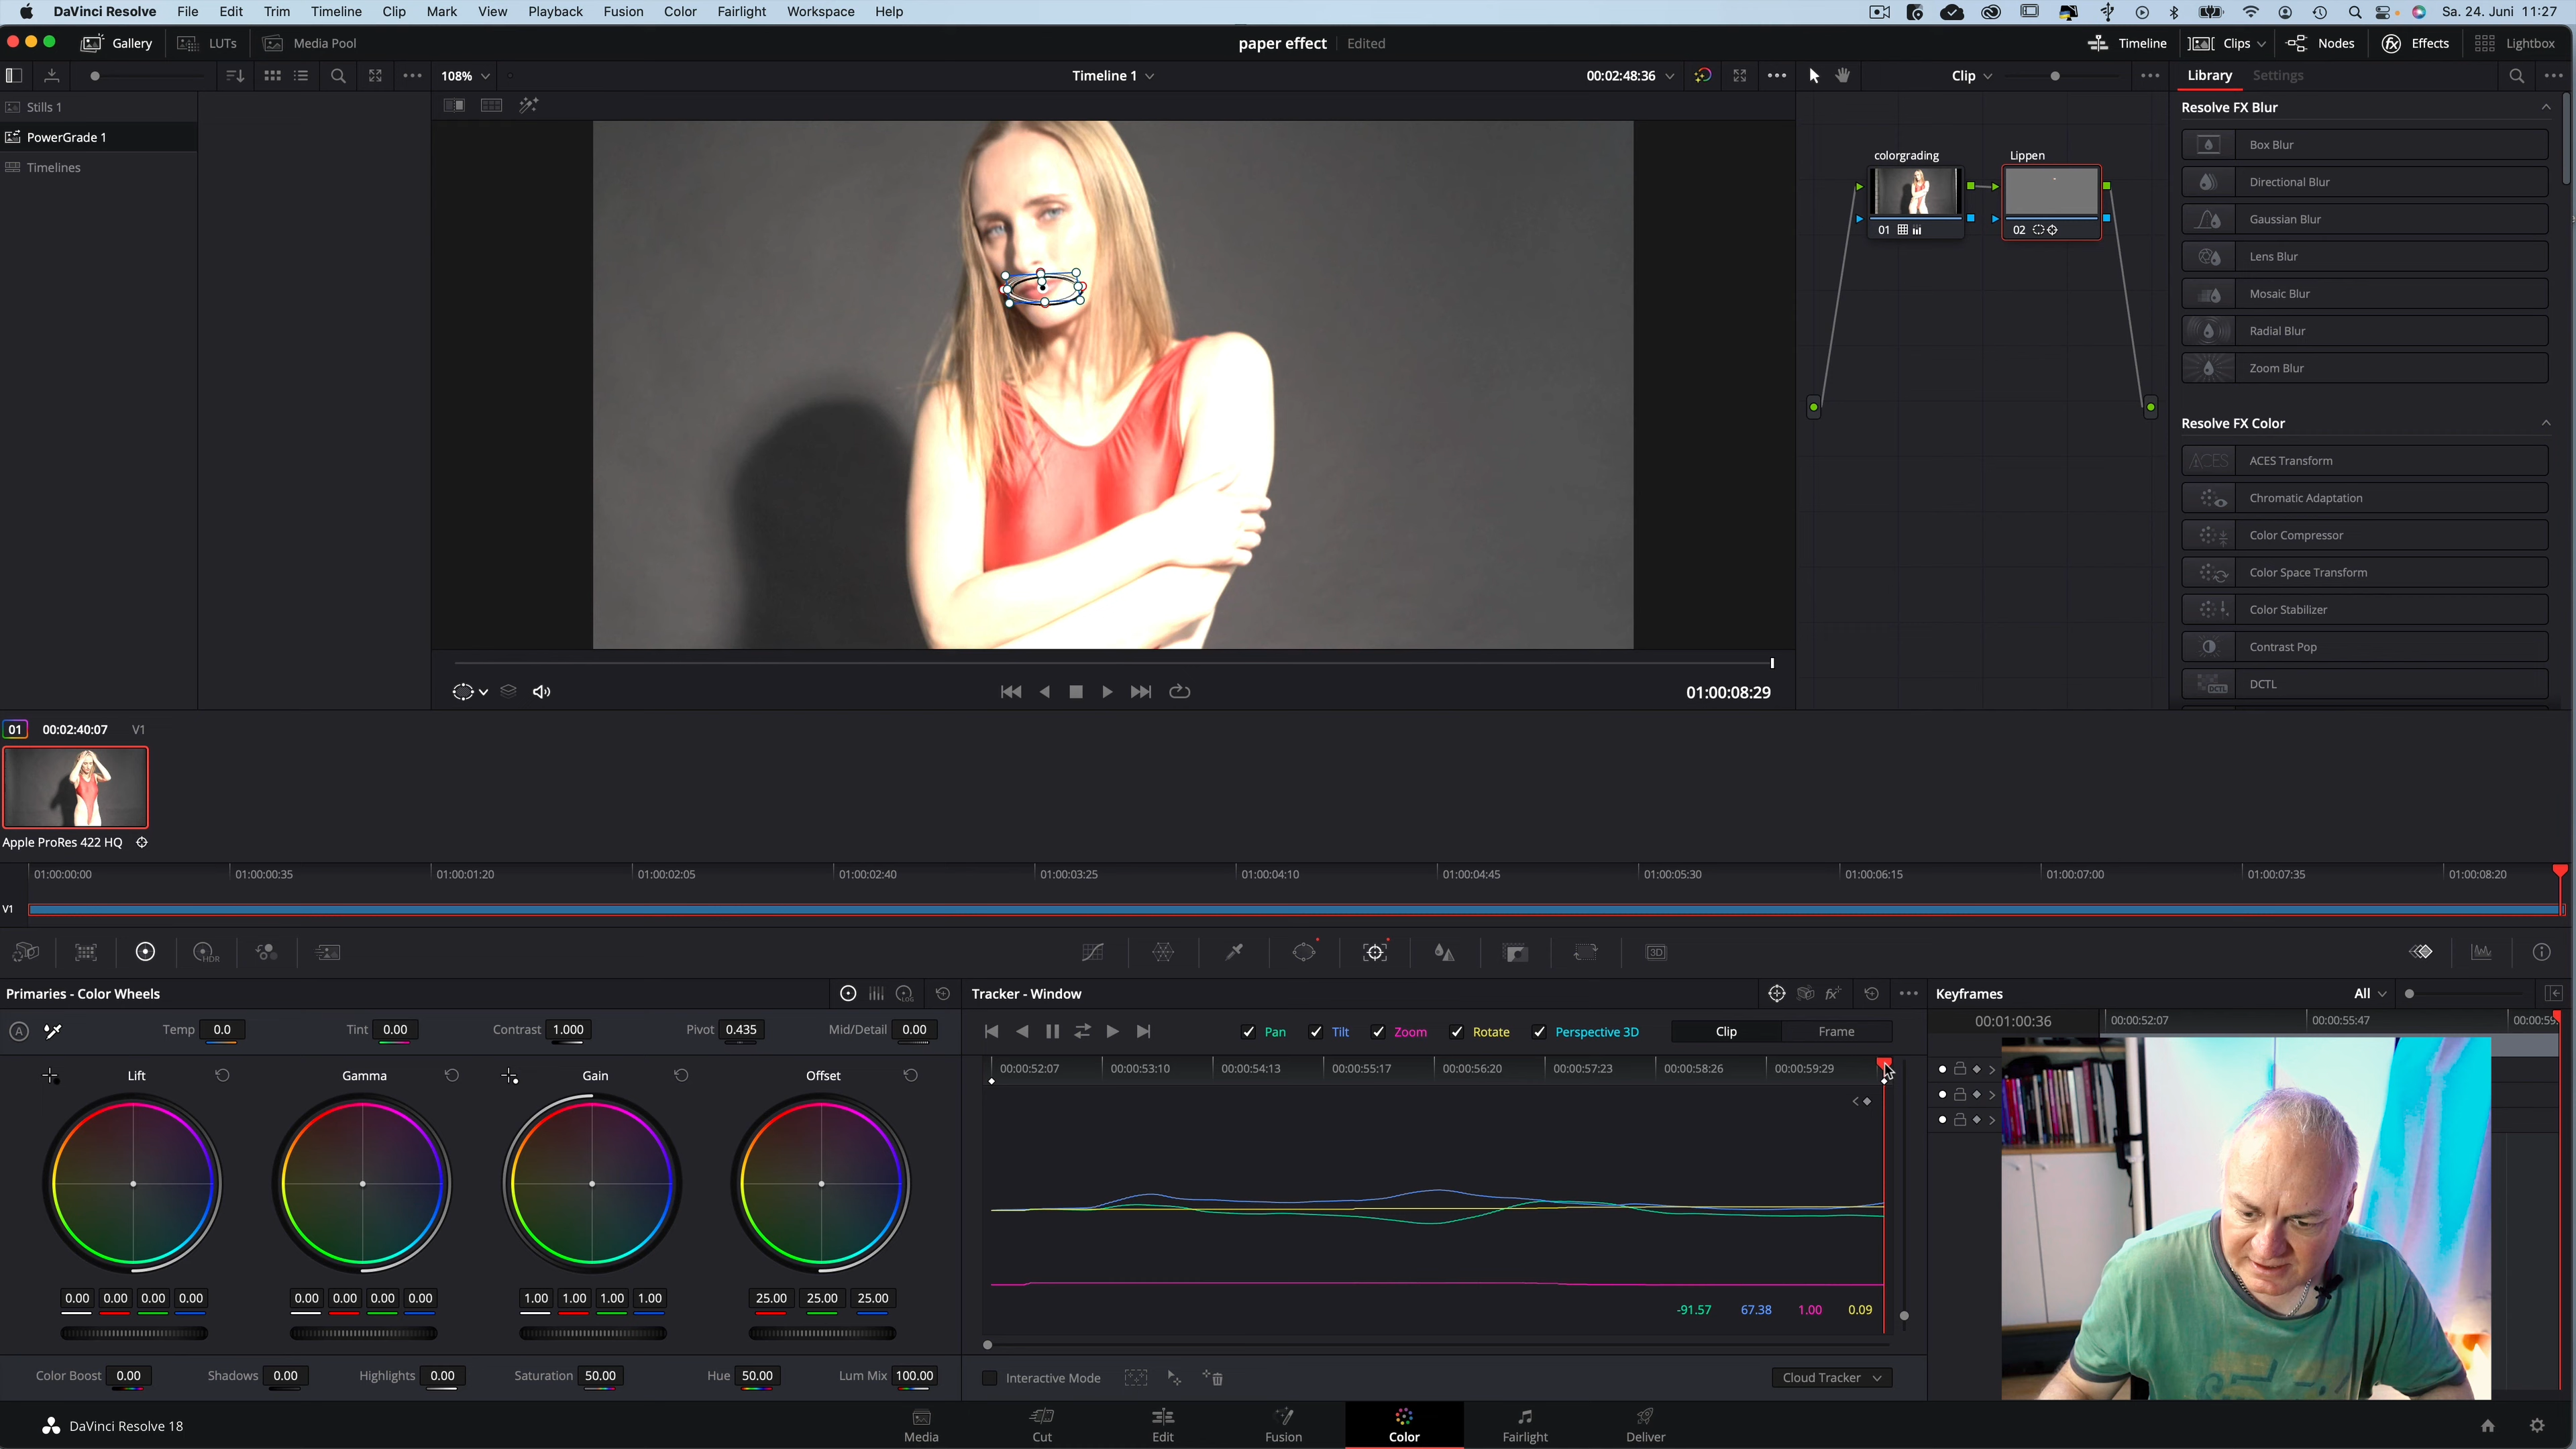 DaVinci Resolve File Edit Trim Timeline Clip Mark View Playback Fusion Color Fairlight Workspace Help Sa. 24. Juni 11:27
Gallery LUTs Media Pool paper effect Edited Timeline Clips Nodes Effects Lightbox
108% Timeline 1 00:02:48:36 Clip Library Settings
Stills 1
PowerGrade 1
Timelines
colorgrading Lippen
01 02
Resolve FX Blur
Box Blur
Directional Blur
Gaussian Blur
Lens Blur
Mosaic Blur
Radial Blur
Zoom Blur
Resolve FX Color
ACES ACES Transform
Chromatic Adaptation
Color Compressor
Color Space Transform
Color Stabilizer
Contrast Pop
DCTL DCTL
01:00:08:29
01 00:02:40:07 V1
Apple ProRes 422 HQ
01:00:00:00 01:00:00:35 01:00:01:20 01:00:02:05 01:00:02:40 01:00:03:25 01:00:04:10 01:00:04:45 01:00:05:30 01:00:06:15 01:00:07:00 01:00:07:35 01:00:08:20
V1
HDR 3D
Primaries - Color Wheels LOG Tracker - Window fx Keyframes All
A Temp 0.0 Tint 0.00 Contrast 1.000 Pivot 0.435 Mid/Detail 0.00
Pan Tilt Zoom Rotate Perspective 3D Clip Frame
00:01:00:36 00:00:52:07 00:00:55:47 00:00:59:
Lift Gamma Gain Offset
00:00:52:07 00:00:53:10 00:00:54:13 00:00:55:17 00:00:56:20 00:00:57:23 00:00:58:26 00:00:59:29
0.00 0.00 0.00 0.00 0.00 0.00 0.00 0.00 1.00 1.00 1.00 1.00 25.00 25.00 25.00
-91.57 67.38 1.00 0.09
Color Boost 0.00 Shadows 0.00 Highlights 0.00 Saturation 50.00 Hue 50.00 Lum Mix 100.00
Interactive Mode Cloud Tracker
DaVinci Resolve 18 Media Cut Edit Fusion Color Fairlight Deliver